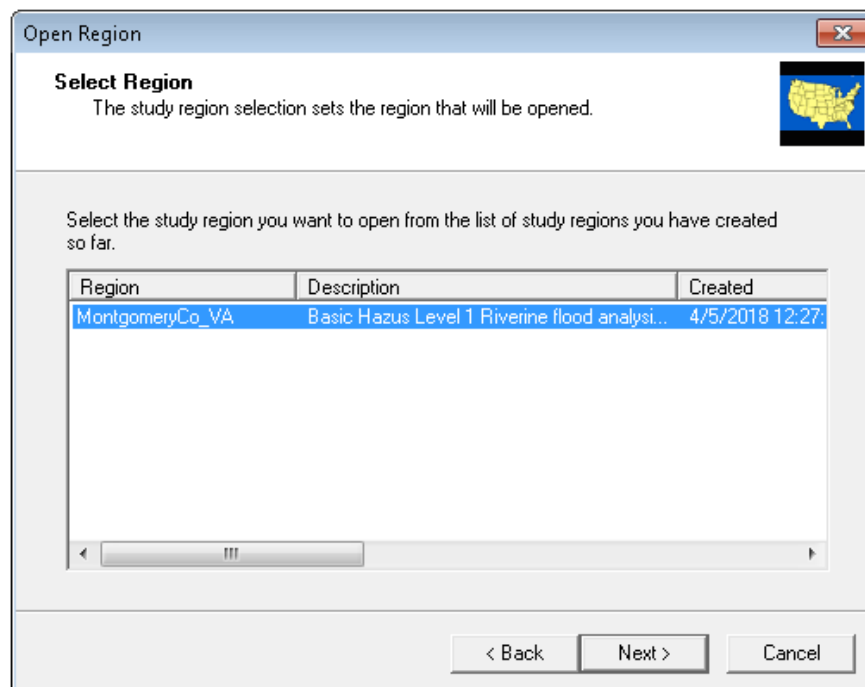 Open Region
Select Region
The study region selection sets the region that will be opened.
Select the study region you want to open from the list of study regions you have created
so far.
Region Description Created
MontgomeryCo_VA Basic Hazus Level 1 Riverine flood analysi... 4/5/2018 12:27:
< Back Next > Cancel